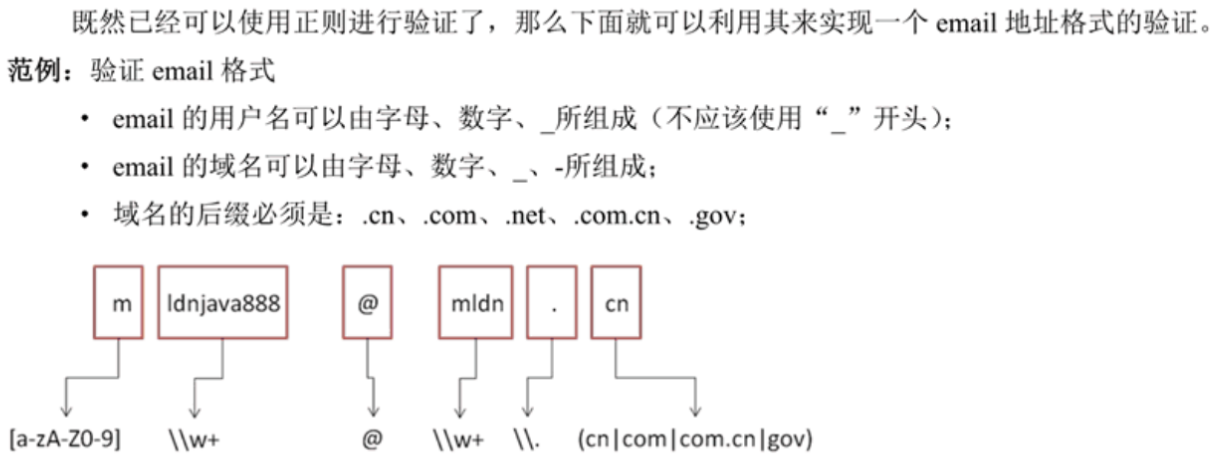 既然已经可以使用正则进行验证了，那么下面就可以利用其来实现一个 email 地址格式的验证。
范例：验证 email 格式
• email 的用户名可以由字母、数字、_所组成（不应该使用“_”开头）；
• email 的域名可以由字母、数字、_、-所组成；
• 域名的后缀必须是：.cn、.com、.net、.com.cn、.gov；
m ldnjava888 @ mldn . cn
[a-zA-Z0-9] \\w+ @ \\w+ \\. (cn|com|com.cn|gov)